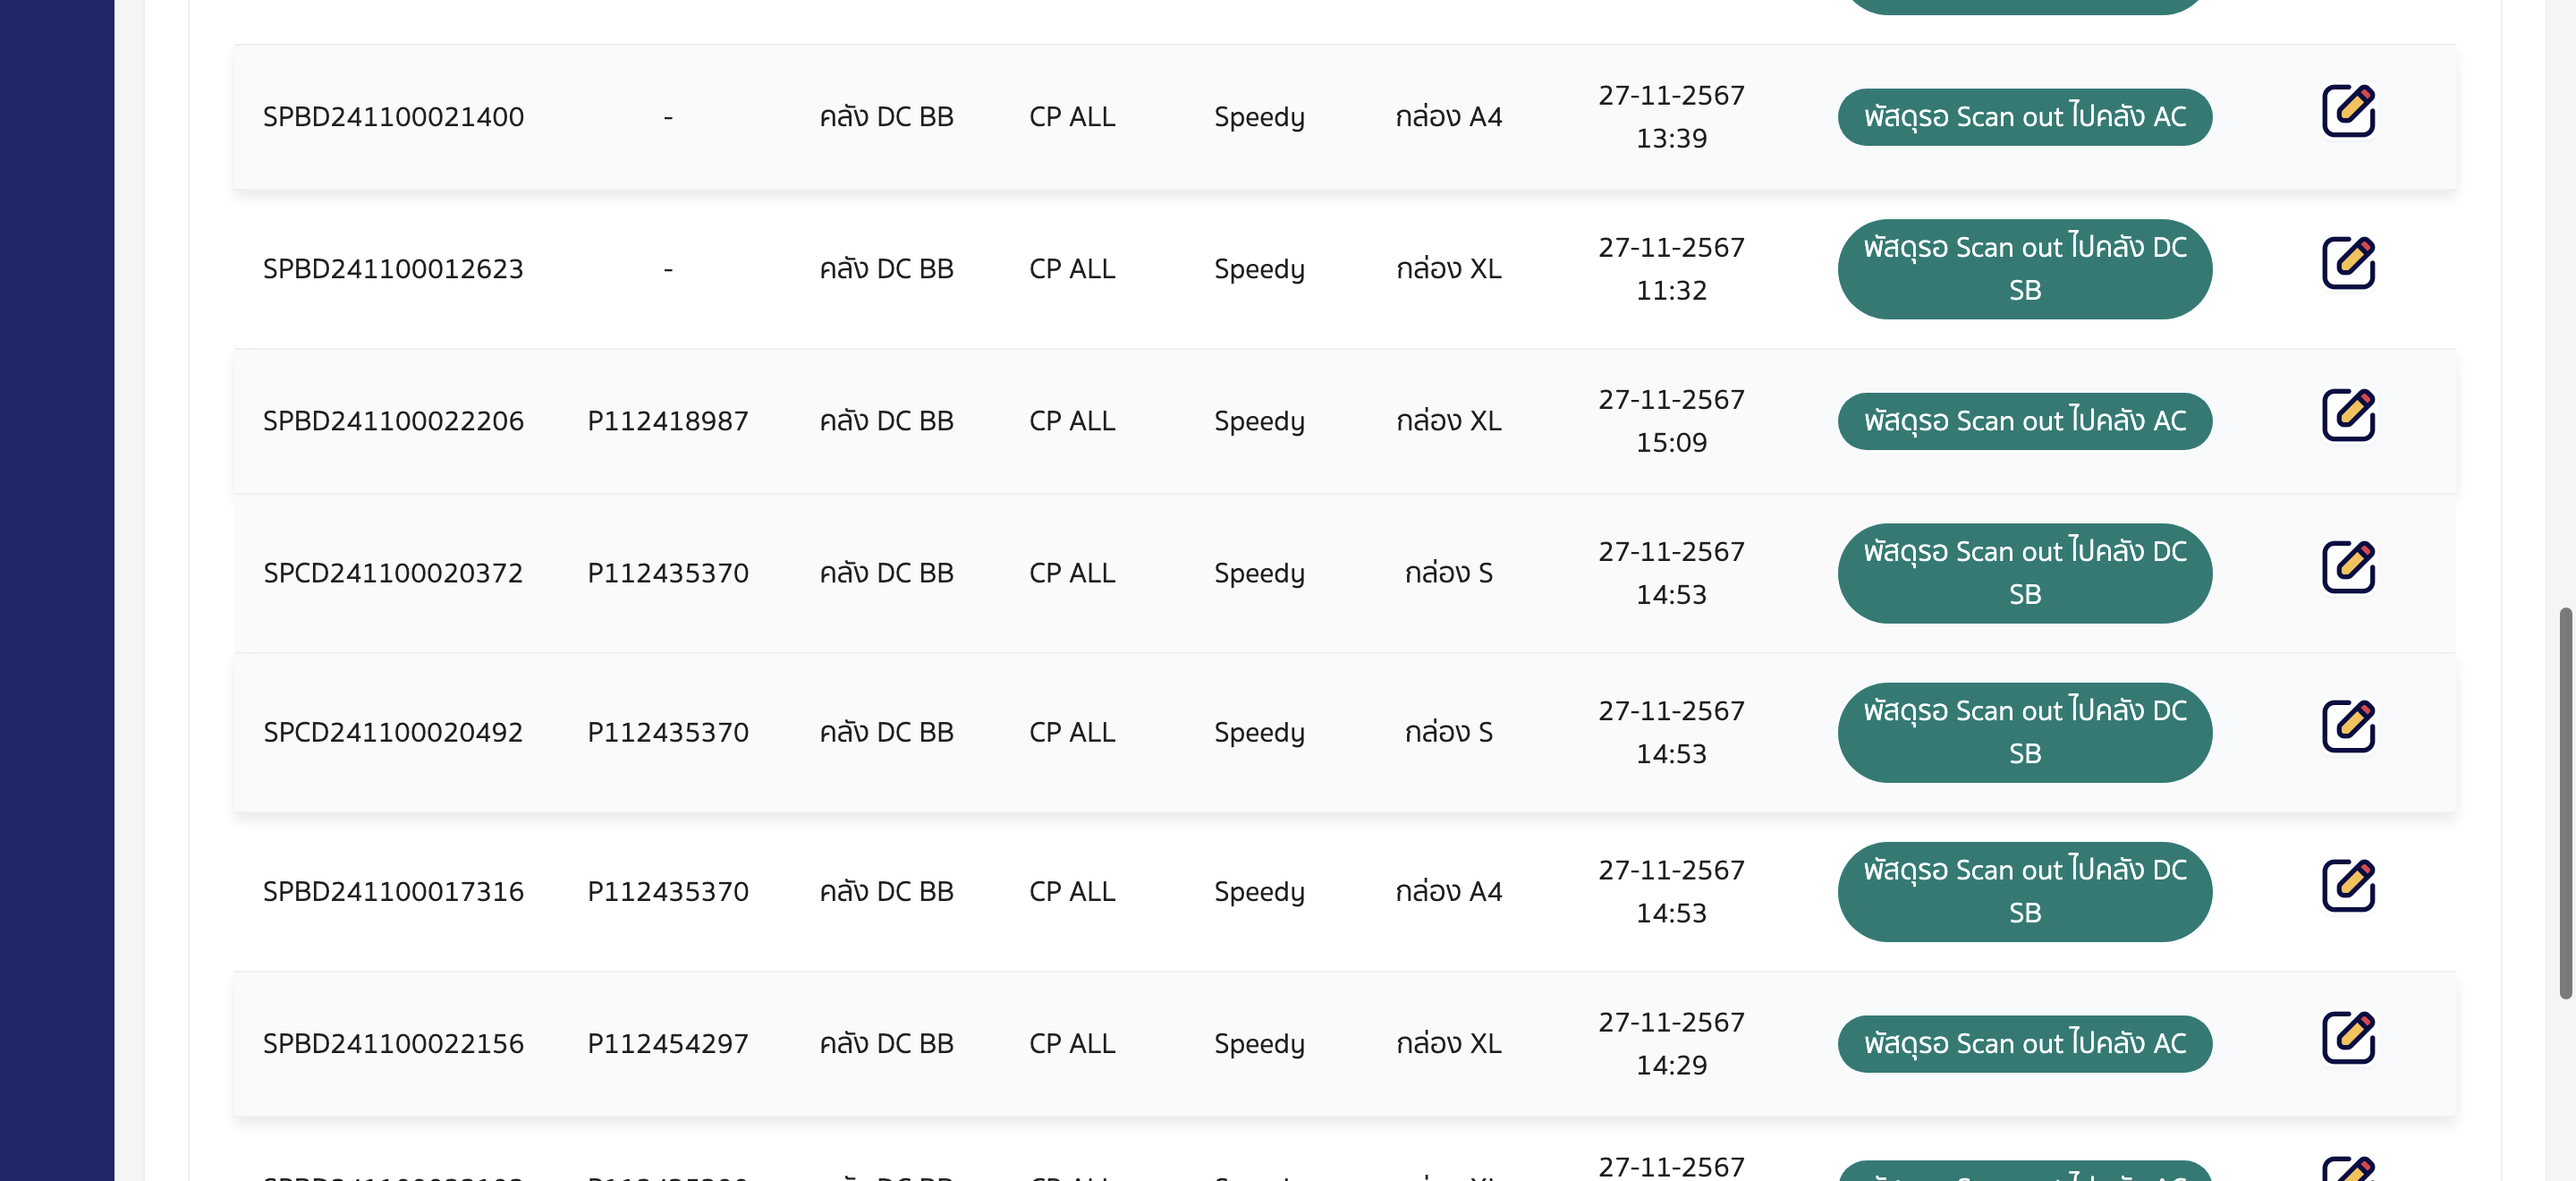 SPBD241100021400 - คลัง DC BB CP ALL Speedy กล่อง A4 27-11-2567 พัสดุรอ Scan out ไปคลัง AC
13:39
SPBD241100012623 - คลัง DC BB CP ALL Speedy กล่อง XL 27-11-2567 พัสดุรอ Scan out ไปคลัง DC
11:32 SB
SPBD241100022206 P112418987 คลัง DC BB CP ALL Speedy กล่อง XL 27-11-2567 พัสดุรอ Scan out ไปคลัง AC
15:09
SPCD241100020372 P112435370 คลัง DC BB CP ALL Speedy กล่อง S 27-11-2567 พัสดุรอ Scan out ไปคลัง DC
14:53 SB
SPCD241100020492 P112435370 คลัง DC BB CP ALL Speedy กล่อง S 27-11-2567 พัสดุรอ Scan out ไปคลัง DC
14:53 SB
SPBD241100017316 P112435370 คลัง DC BB CP ALL Speedy กล่อง A4 27-11-2567 พัสดุรอ Scan out ไปคลัง DC
14:53 SB
SPBD241100022156 P112454297 คลัง DC BB CP ALL Speedy กล่อง XL 27-11-2567 พัสดุรอ Scan out ไปคลัง AC
14:29
27-11-2567